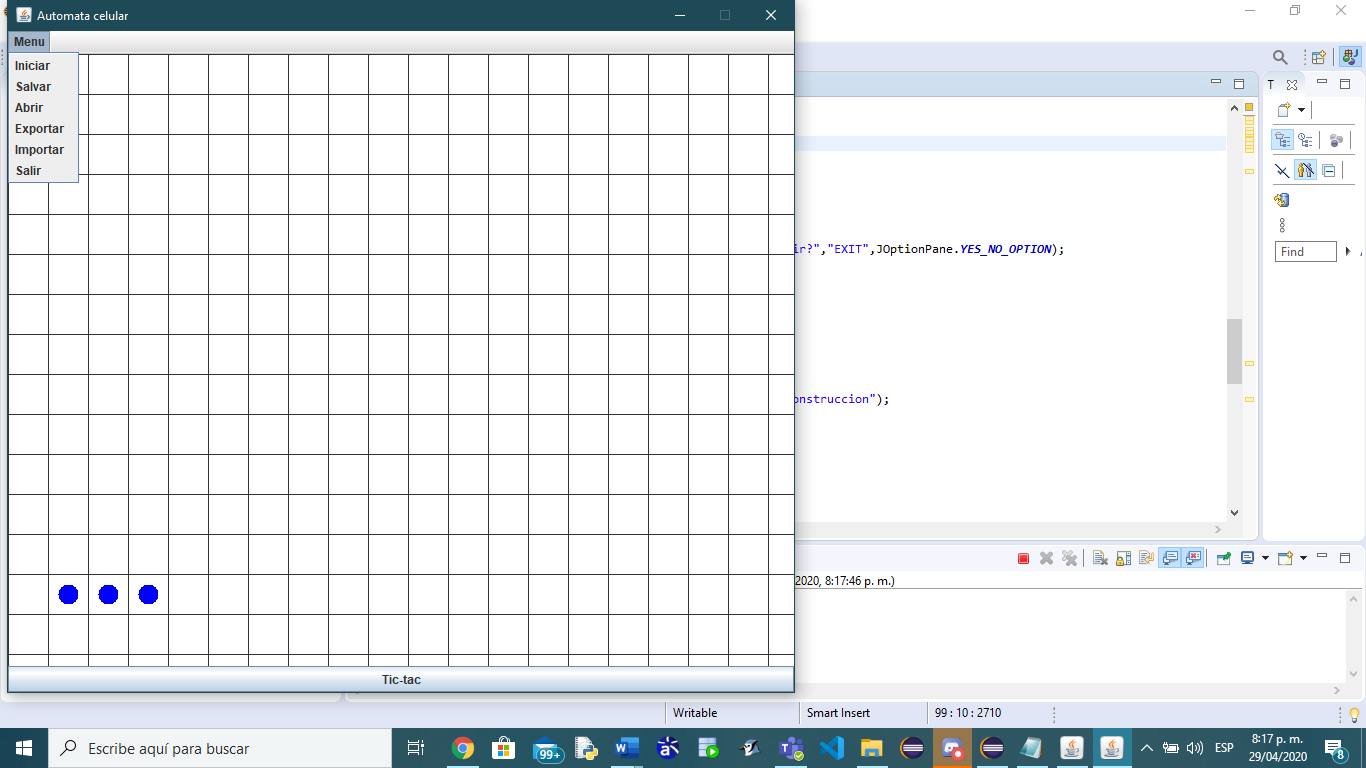 Automata celular
Menu
Iniciar
Salvar
Abrir
Exportar
Importar
Salir
T
ir?","EXIT",JOptionPane.YES_NO_OPTION);
Find
onstruccion");
2020, 8:17:46 p. m.)
Tic-tac
Writable
Smart Insert
99 : 10 : 2710
Escribe aquí para buscar
99+
ESP
8:17 p. m.
29/04/2020
8